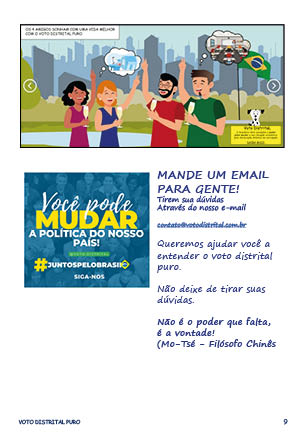 OS 4 AMIGOS SONHAM COM UMA VIDA MELHOR
COM O VOTO DISTRITAL PURO
Voto Distrital
MANDE UM EMAIL
PARA GENTE!
Tirem sua dúvidas
Através do nosso e-mail
contato@votodistrital.com.br
Queremos ajudar você a
entender o voto distrital
puro.
Não deixe de tirar suas
dúvidas.
Não é o poder que falta,
é a vontade!
(Mo-Tsé - Filósofo Chinês
Você pode
MUDAR
A POLÍTICA DO NOSSO
PAÍS!
#JUNTOSPELOBRASIL
SIGA-NOS
VOTO DISTRITAL PURO
9